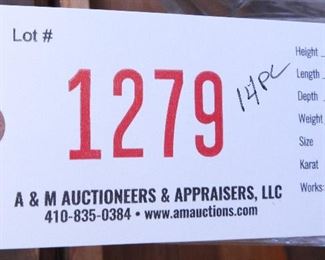 Lot #
1279
14PC
Height
Length
Depth
Weight
Size
Karat
Works:
A & M AUCTIONEERS & APPRAISERS, LLC
410-835-0384 • www.amauctions.com